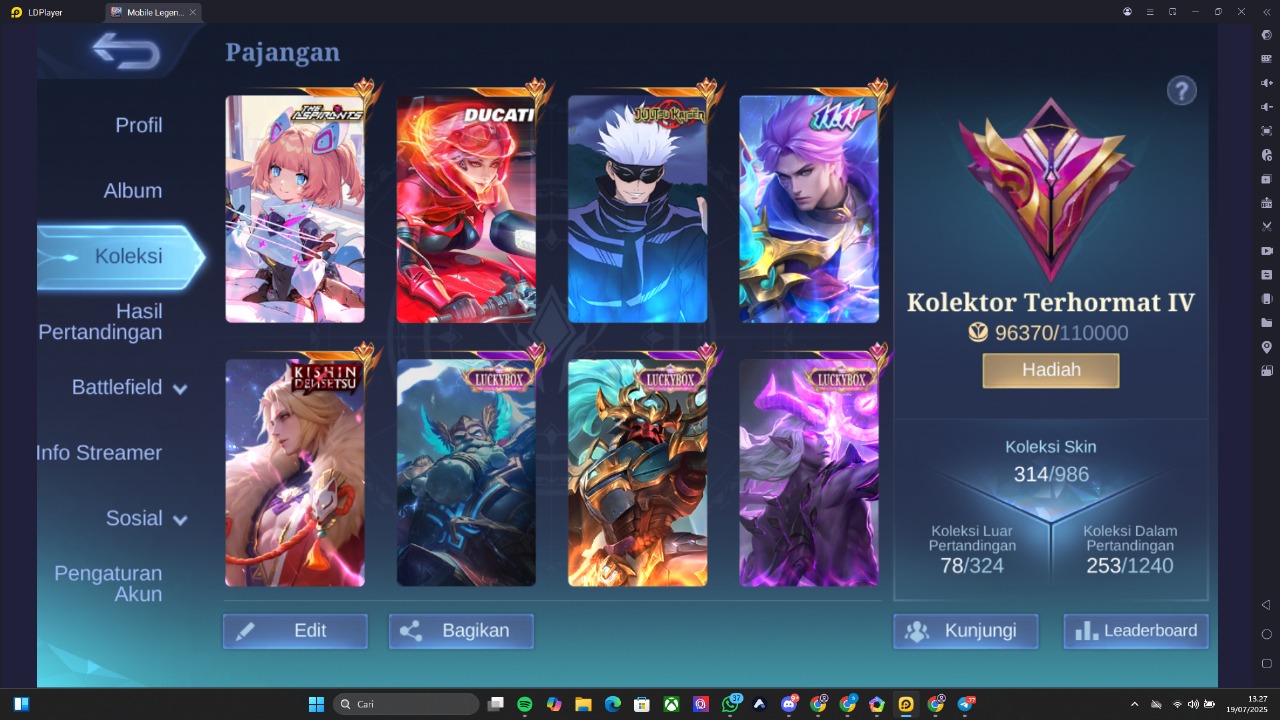 LDPlayer
Mobile Legen...
Pajangan
Profil
Album
Koleksi
Hasil
Pertandingan
Battlefield
Info Streamer
Sosial
Pengaturan
Akun
THE ASPIRANTS
DUCATI
JUJUTSU KAISEN
11.11
KISHIN
DENSETSU
LUCKYBOX
LUCKYBOX
LUCKYBOX
?
Kolektor Terhormat IV
96370/110000
Hadiah
Koleksi Skin
314/986
Koleksi Luar
Pertandingan
78/324
Koleksi Dalam
Pertandingan
253/1240
Edit
Bagikan
Kunjungi
Leaderboard
Cari
37
13.27
19/07/2025